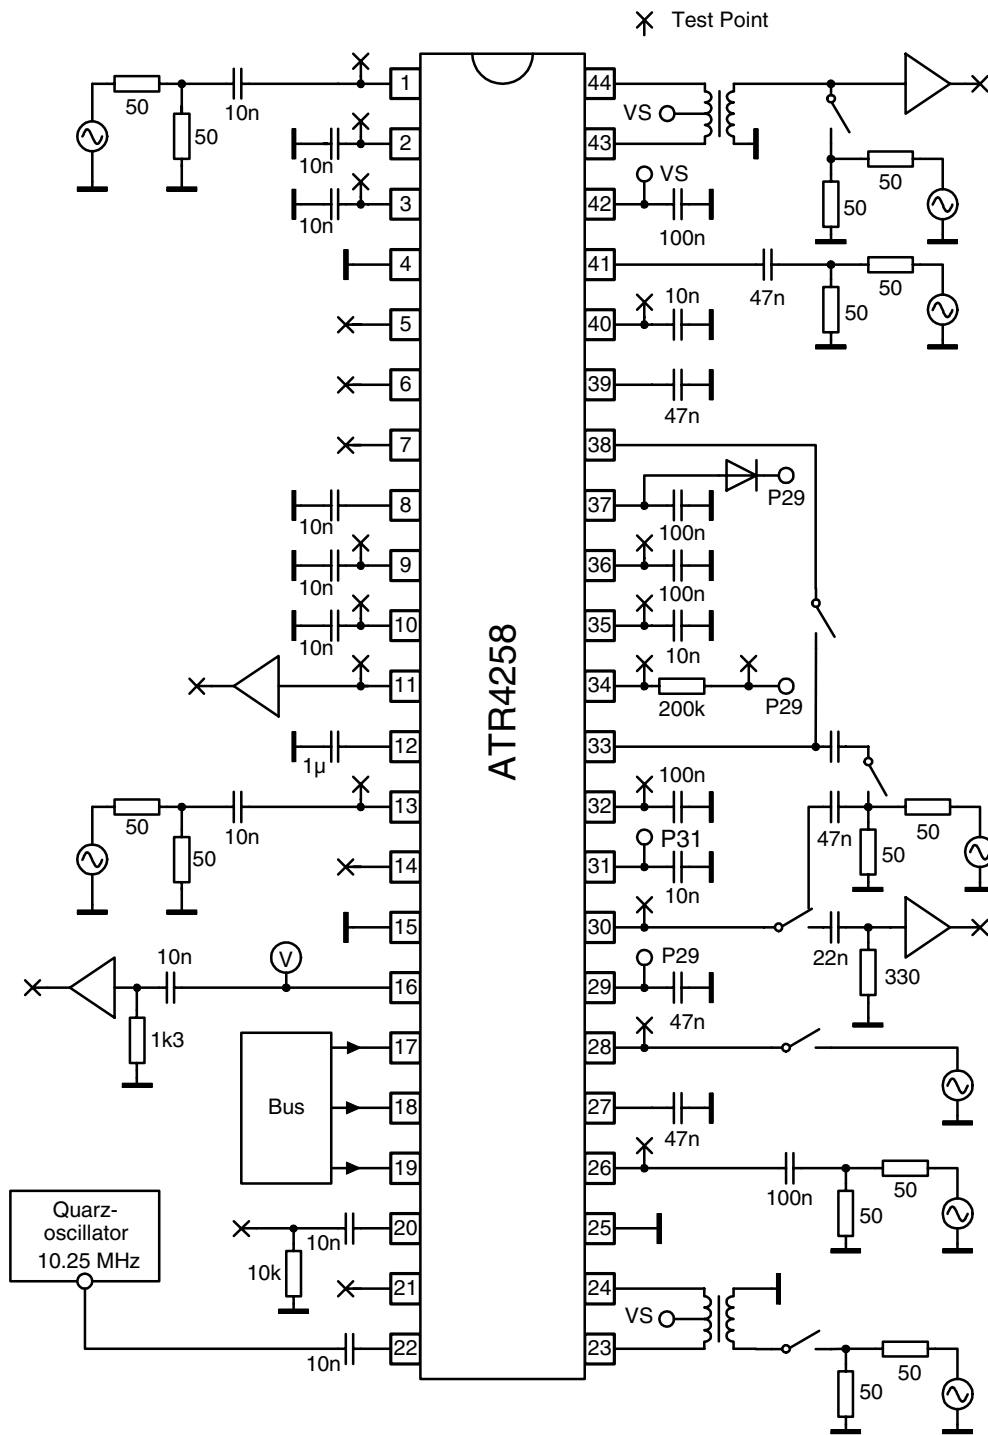 Test Point
1
50
10n
50
2
10n
3
10n
4
5
6
7
8
10n
9
10n
10
10n
11
12
1µ
13
50
10n
50
14
15
10n
V
16
1k3
Bus
17
18
19
Quarz-
oscillator
10.25 MHz
20
10n
10k
21
22
10n
ATR4258
44
VS
43
50
50
VS
42
100n
41
47n
50
50
10n
40
39
47n
38
P29
37
100n
36
100n
35
10n
34
200k
P29
33
100n
32
47n
50
50
P31
31
10n
30
22n
330
P29
29
47n
28
27
47n
26
100n
50
50
25
24
VS
23
50
50